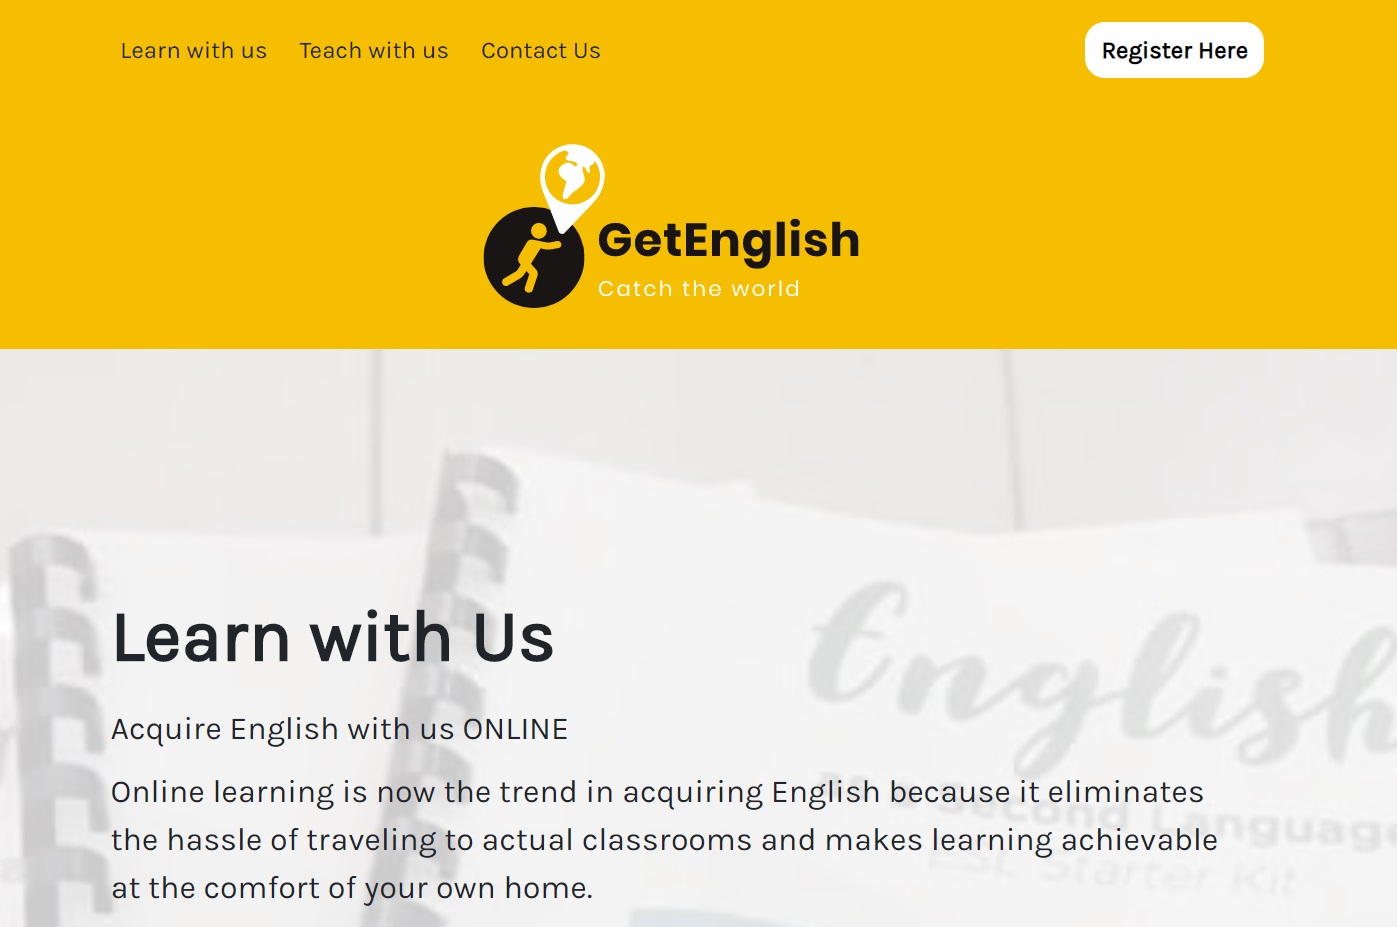 Learn with us
Teach with us
Contact Us
Register Here
GetEnglish
Catch the world
English
as a Second Language
ESL Starter Kit
Learn with Us
Acquire English with us ONLINE
Online learning is now the trend in acquiring English because it eliminates
the hassle of traveling to actual classrooms and makes learning achievable
at the comfort of your own home.